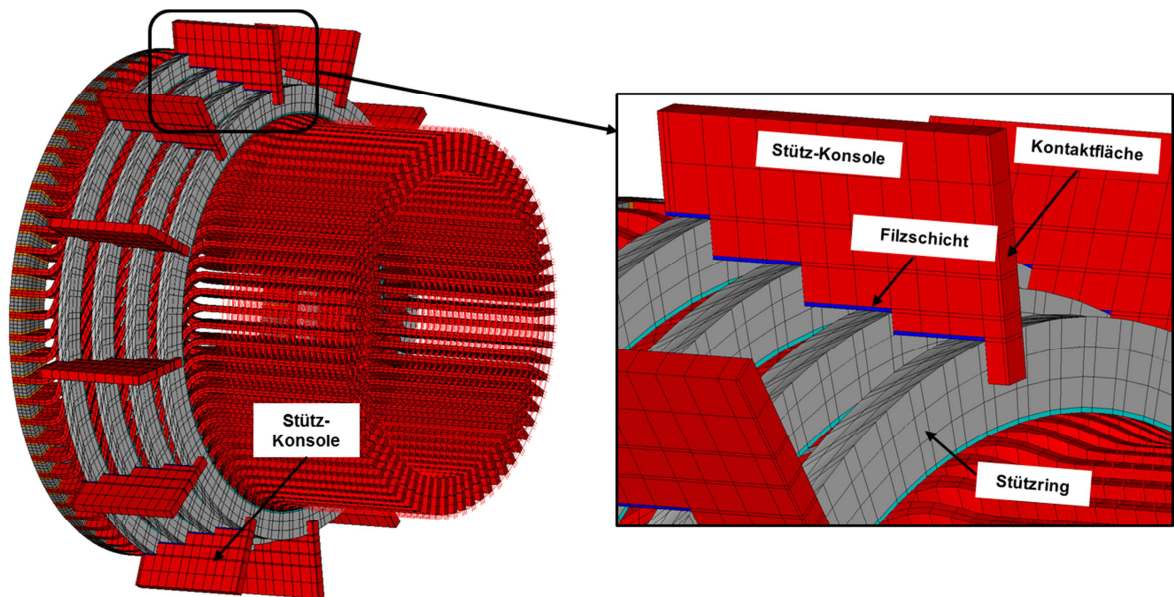 Stütz-Konsole
Kontaktfläche
Filzschicht
Stützring
Stütz-
Konsole